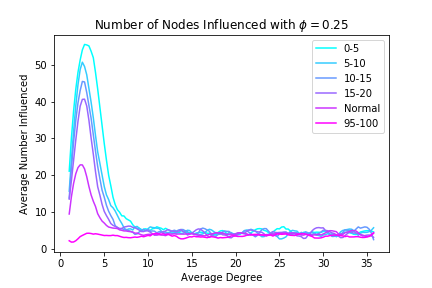 Number of Nodes Influenced with ϕ = 0.25
0-5
5-10
10-15
15-20
Normal
95-100
Average Number Influenced
50
40
30
20
10
0
0 5 10 15 20 25 30 35
Average Degree